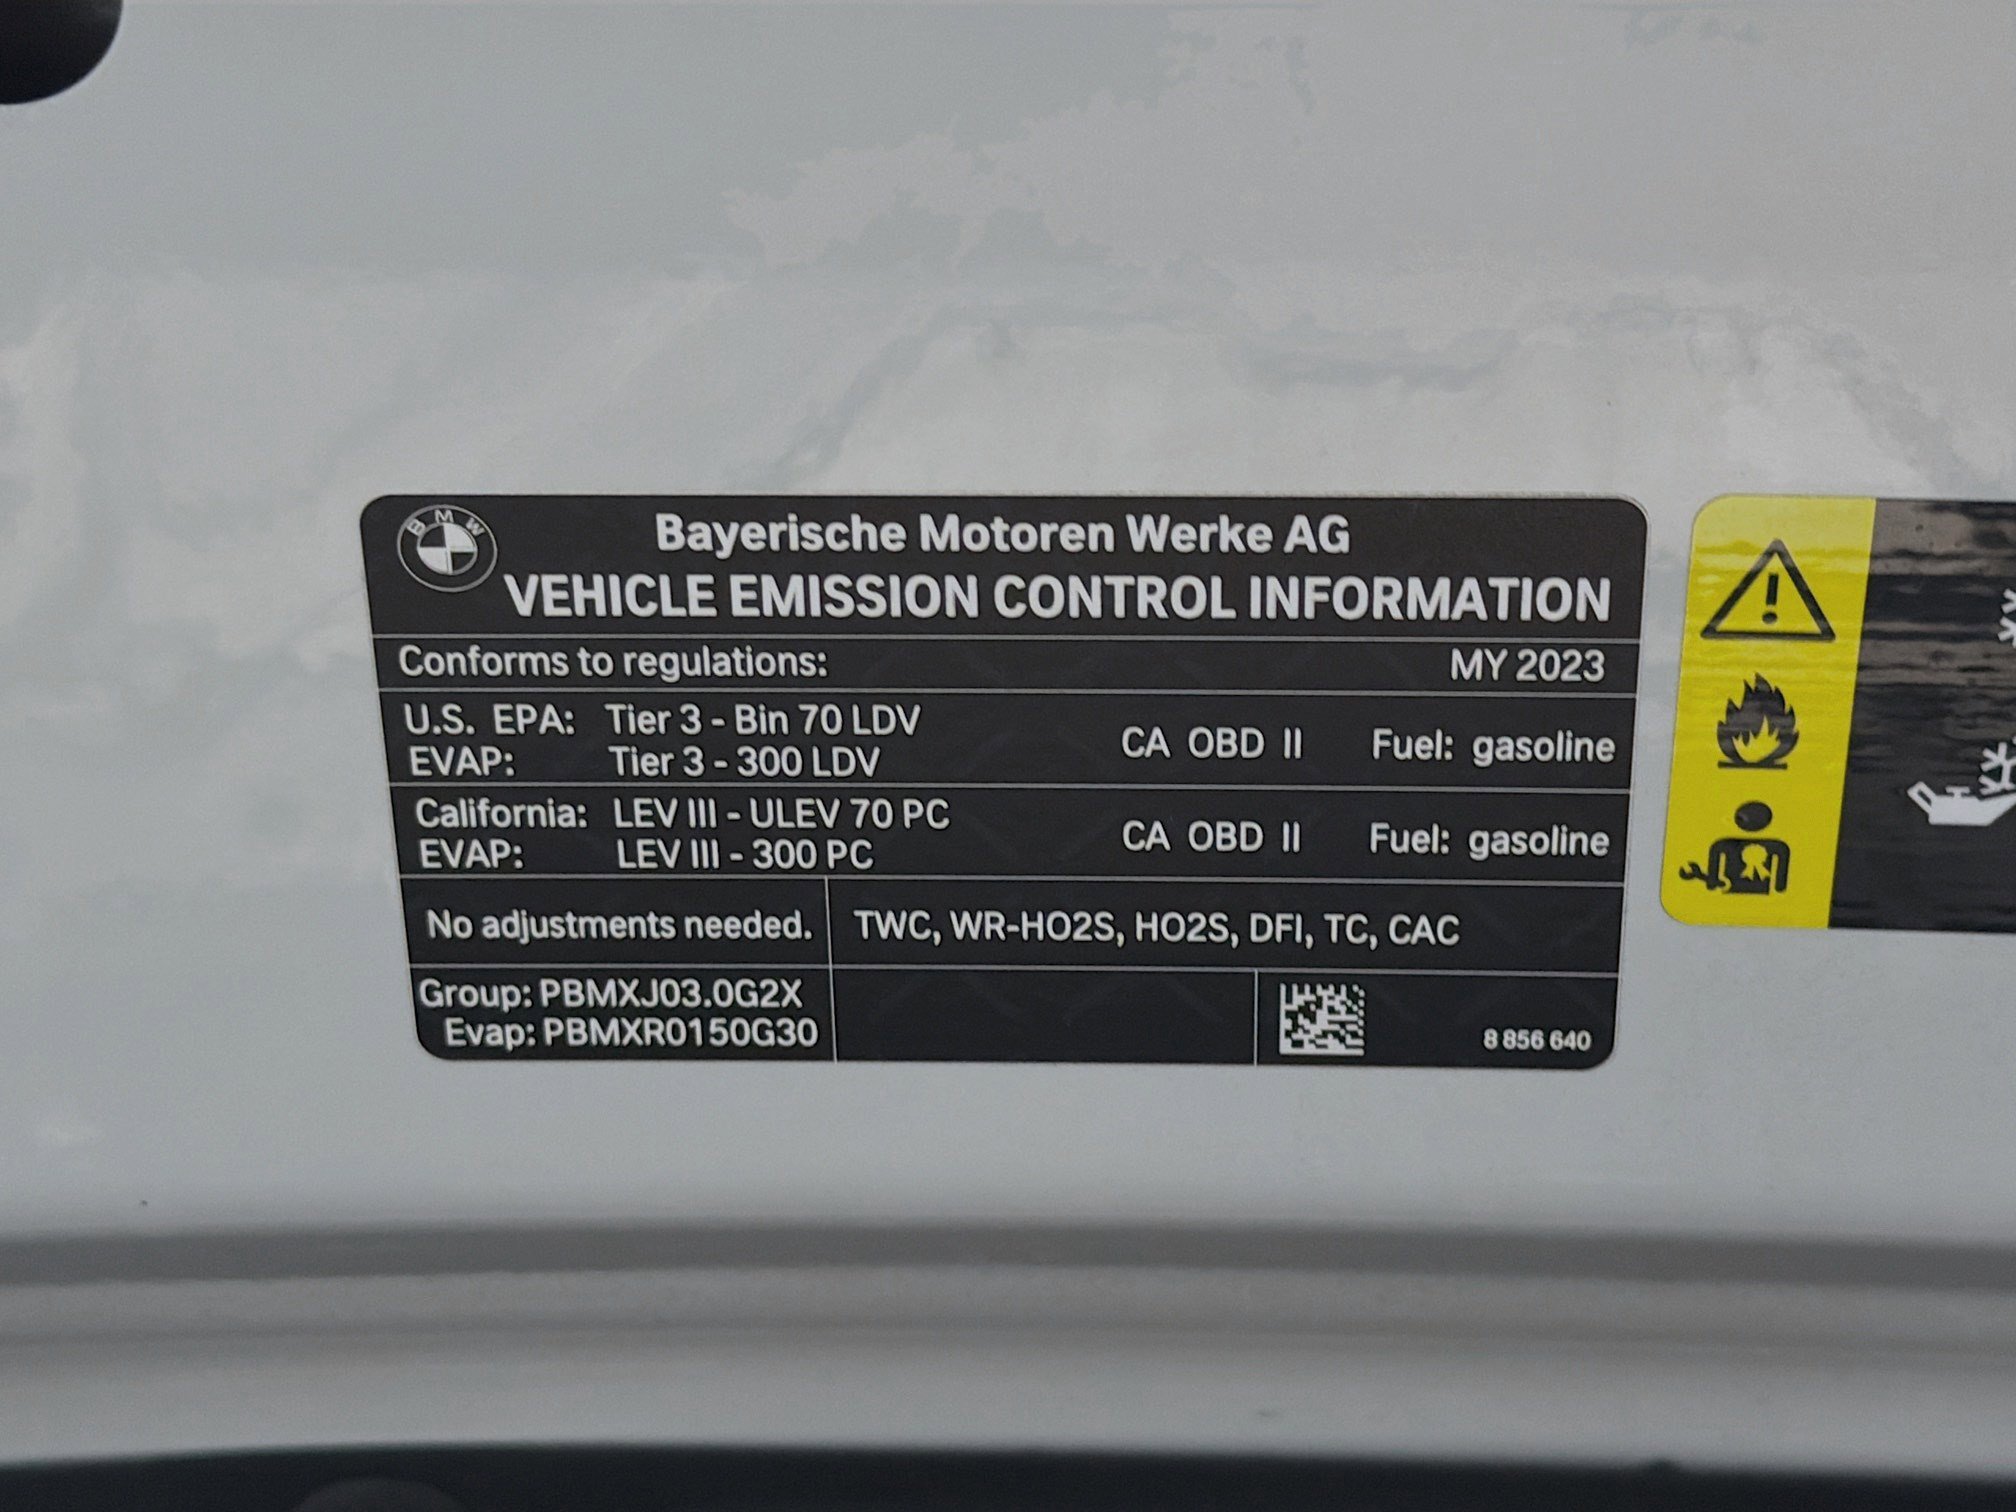 BMW
Bayerische Motoren Werke AG
VEHICLE EMISSION CONTROL INFORMATION
Conforms to regulations: MY 2023
U.S. EPA: Tier 3 - Bin 70 LDV
EVAP: Tier 3 - 300 LDV
CA OBD II Fuel: gasoline
California: LEV III - ULEV 70 PC
EVAP: LEV III - 300 PC
CA OBD II Fuel: gasoline
No adjustments needed. TWC, WR-HO2S, HO2S, DFI, TC, CAC
Group: PBMXJ03.0G2X
Evap: PBMXR0150G30
8 856 640